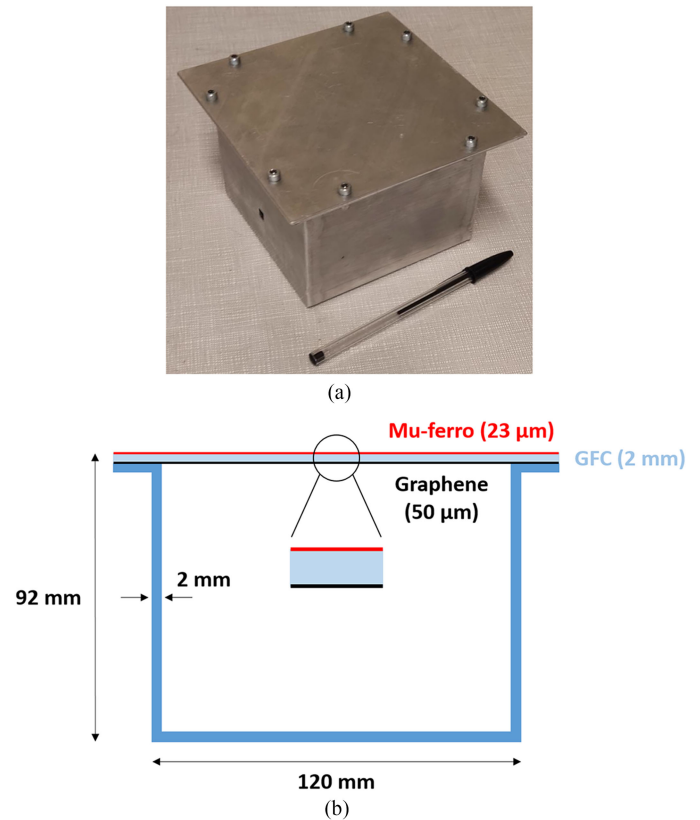 (a)
Mu-ferro (23 µm)
GFC (2 mm)
Graphene
(50 µm)
2 mm
92 mm
120 mm
(b)